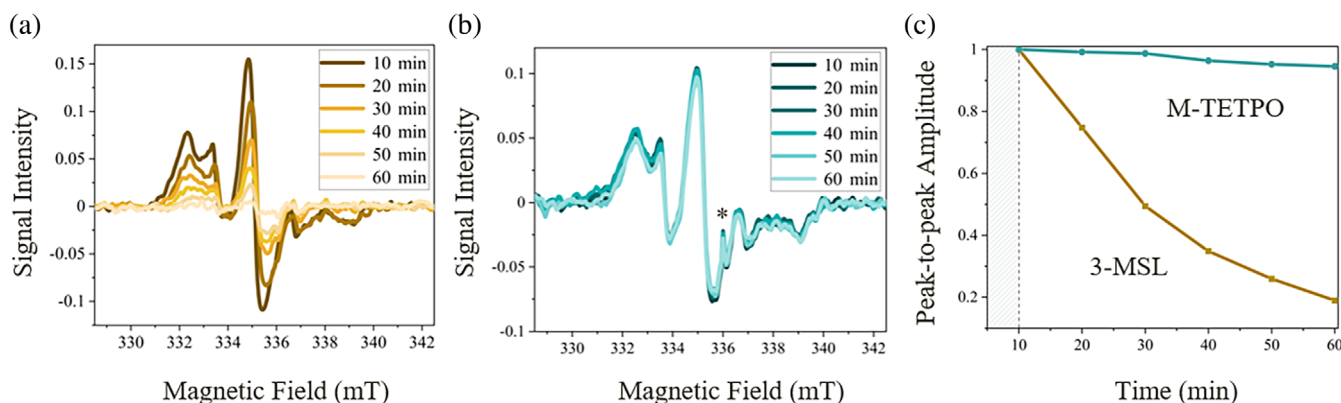 (a)
Signal Intensity
0.15
0.1
0.05
0
-0.05
-0.1
10 min
20 min
30 min
40 min
50 min
60 min
330 332 334 336 338 340 342
Magnetic Field (mT)
(b)
Signal Intensity
0.1
0.05
0
-0.05
-0.1
10 min
20 min
30 min
40 min
50 min
60 min
*
330 332 334 336 338 340 342
Magnetic Field (mT)
(c)
Peak-to-peak Amplitude
1
0.8
0.6
0.4
0.2
M-TETPO
3-MSL
10 20 30 40 50 60
Time (min)